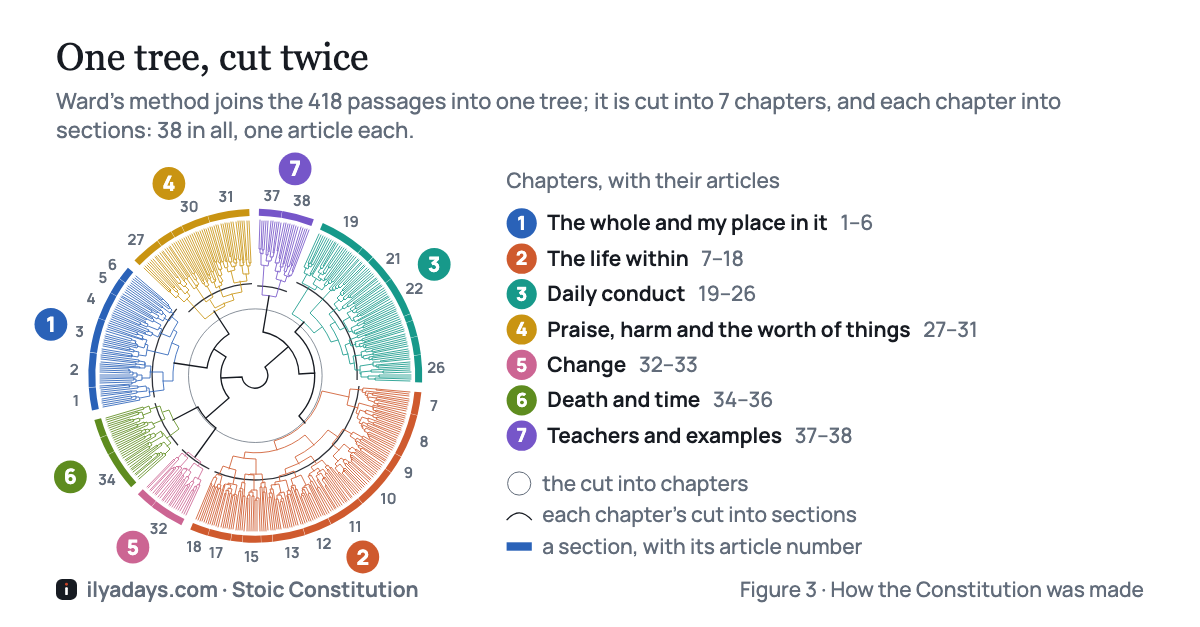 One tree, cut twice
Ward's method joins the 418 passages into one tree; it is cut into 7 chapters, and each chapter into
sections: 38 in all, one article each.
7
4
37
38
31
30
19
27
21
3
6
5
22
4
1
3
2
26
1
7
8
6
34
9
10
32
11
5
18
17
15
13
12
2
Chapters, with their articles
1 The whole and my place in it 1–6
2 The life within 7–18
3 Daily conduct 19–26
4 Praise, harm and the worth of things 27–31
5 Change 32–33
6 Death and time 34–36
7 Teachers and examples 37–38
the cut into chapters
each chapter's cut into sections
a section, with its article number
i ilyadays.com · Stoic Constitution
Figure 3 · How the Constitution was made